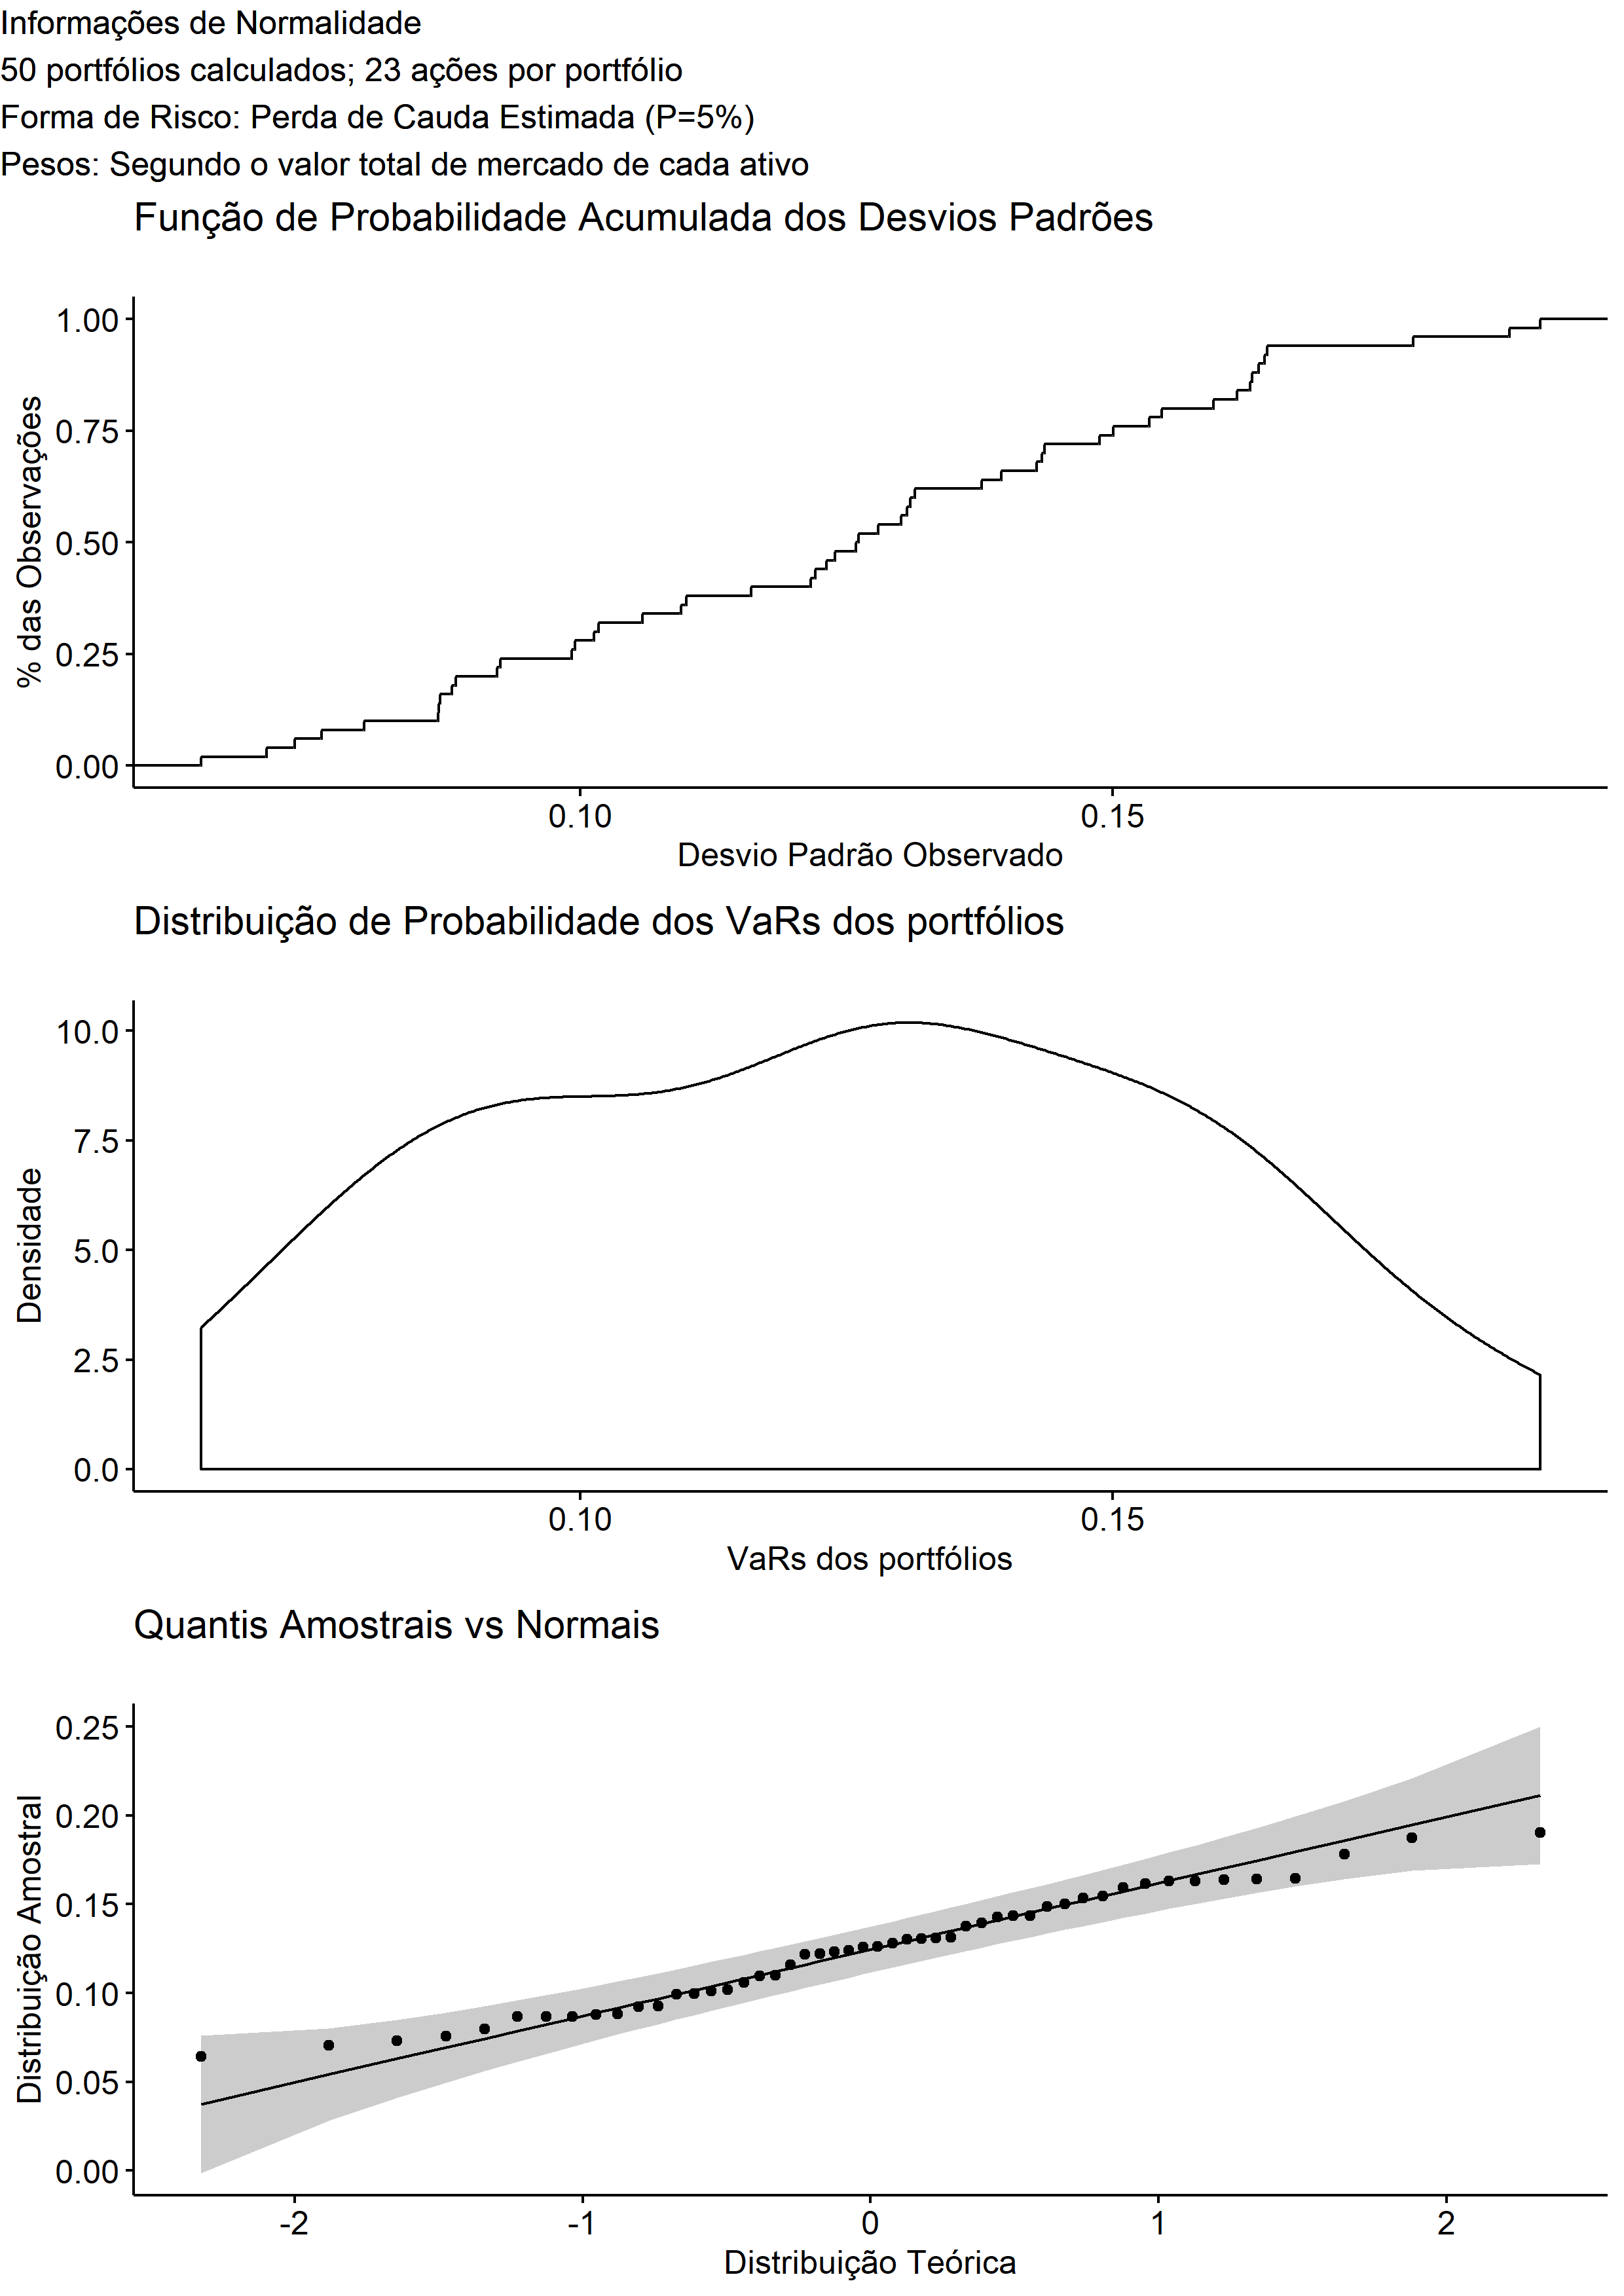 Informações de Normalidade
50 portfólios calculados; 23 ações por portfólio
Forma de Risco: Perda de Cauda Estimada (P=5%)
Pesos: Segundo o valor total de mercado de cada ativo
Função de Probabilidade Acumulada dos Desvios Padrões
% das Observações
1.00
0.75
0.50
0.25
0.00
0.10 0.15
Desvio Padrão Observado
Distribuição de Probabilidade dos VaRs dos portfólios
Densidade
10.0
7.5
5.0
2.5
0.0
0.10 0.15
VaRs dos portfólios
Quantis Amostrais vs Normais
Distribuição Amostral
0.25
0.20
0.15
0.10
0.05
0.00
-2 -1 0 1 2
Distribuição Teórica